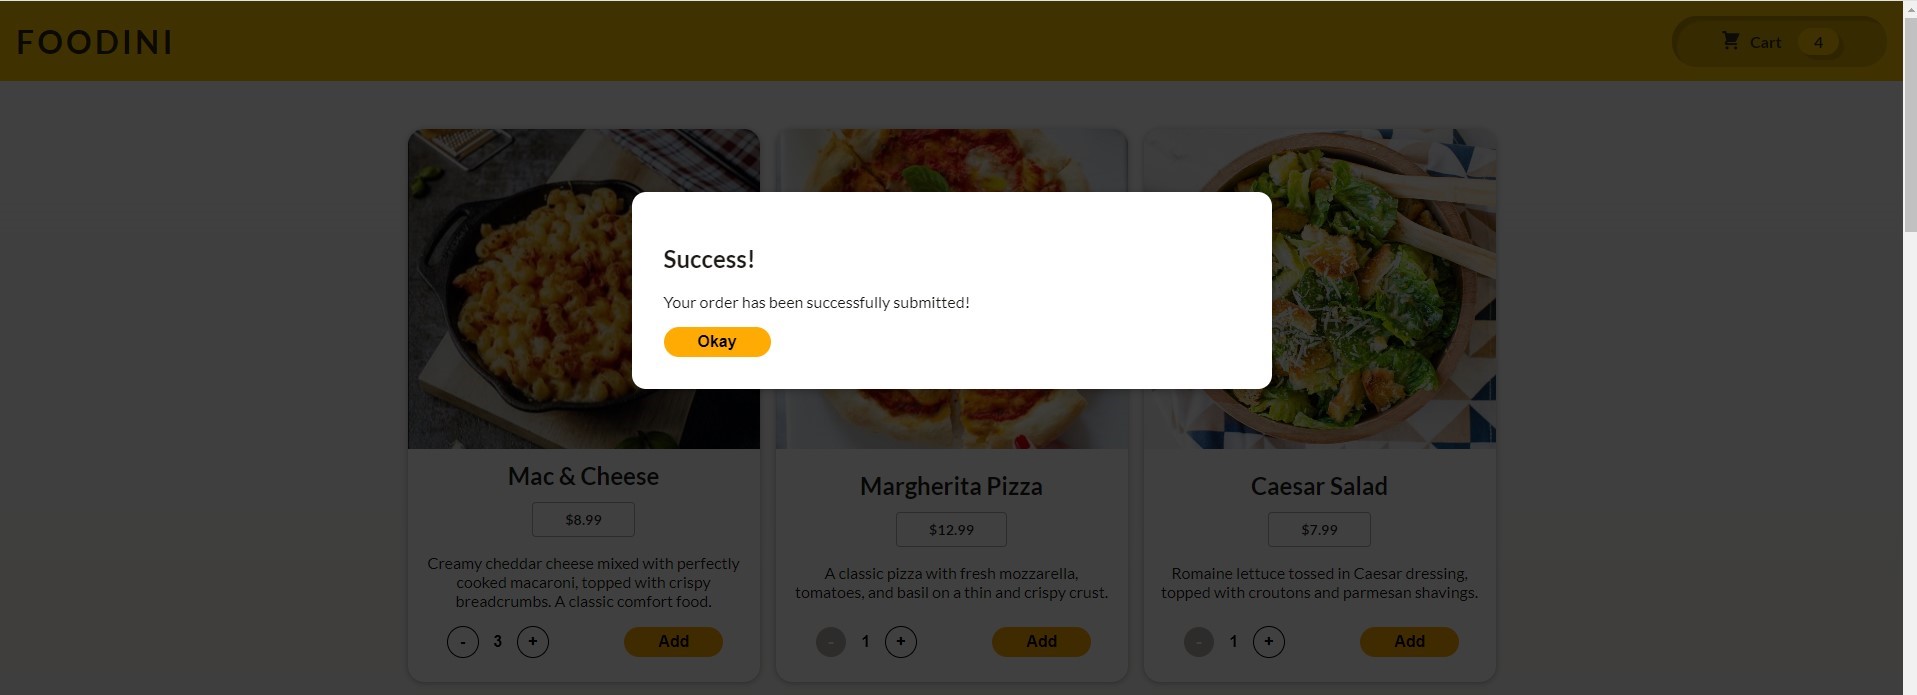 FOODINI
Cart 4
Success!
Your order has been successfully submitted!
Okay
Mac & Cheese
$8.99
Creamy cheddar cheese mixed with perfectly
cooked macaroni, topped with crispy
breadcrumbs. A classic comfort food.
- 3 + Add
Margherita Pizza
$12.99
A classic pizza with fresh mozzarella,
tomatoes, and basil on a thin and crispy crust.
- 1 + Add
Caesar Salad
$7.99
Romaine lettuce tossed in Caesar dressing,
topped with croutons and parmesan shavings.
- 1 + Add